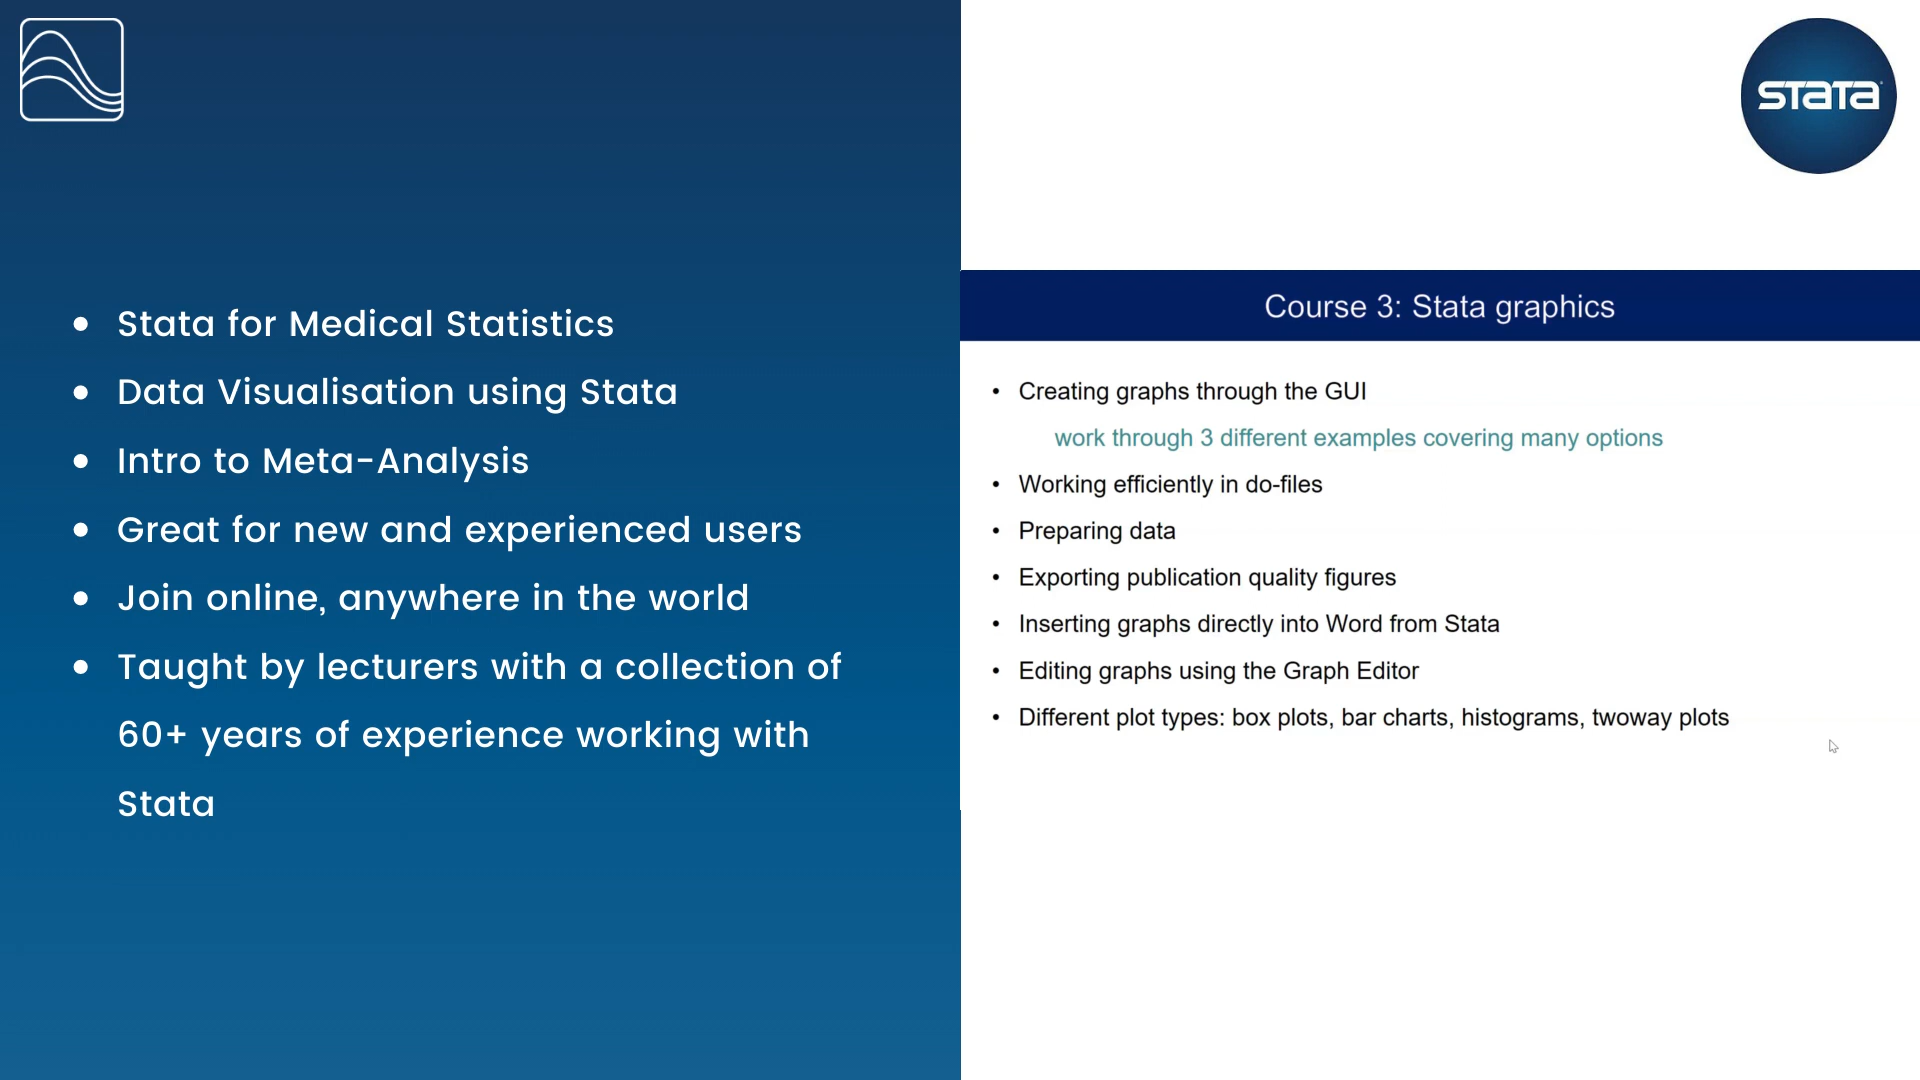 Stata for Medical Statistics
Data Visualisation using Stata
Intro to Meta-Analysis
Great for new and experienced users
Join online, anywhere in the world
Taught by lecturers with a collection of
60+ years of experience working with
Stata
stata
Course 3: Stata graphics
Creating graphs through the GUI
work through 3 different examples covering many options
Working efficiently in do-files
Preparing data
Exporting publication quality figures
Inserting graphs directly into Word from Stata
Editing graphs using the Graph Editor
Different plot types: box plots, bar charts, histograms, twoway plots